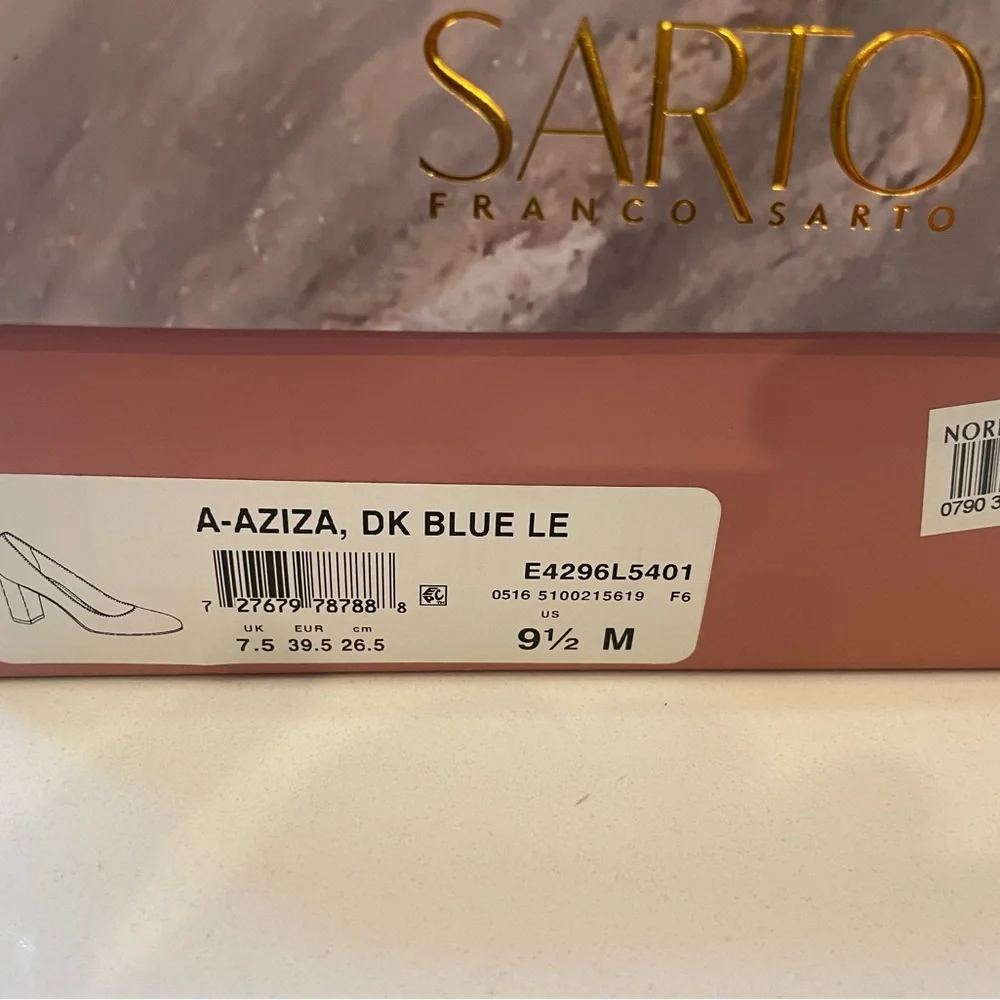 SARTO
FRANCO SARTO
NOR
0790 3
A-AZIZA, DK BLUE LE
E4296L5401
7 27679 78788 8
0516 5100215619 F6
UK EUR cm
US
7.5 39.5 26.5
9½ M